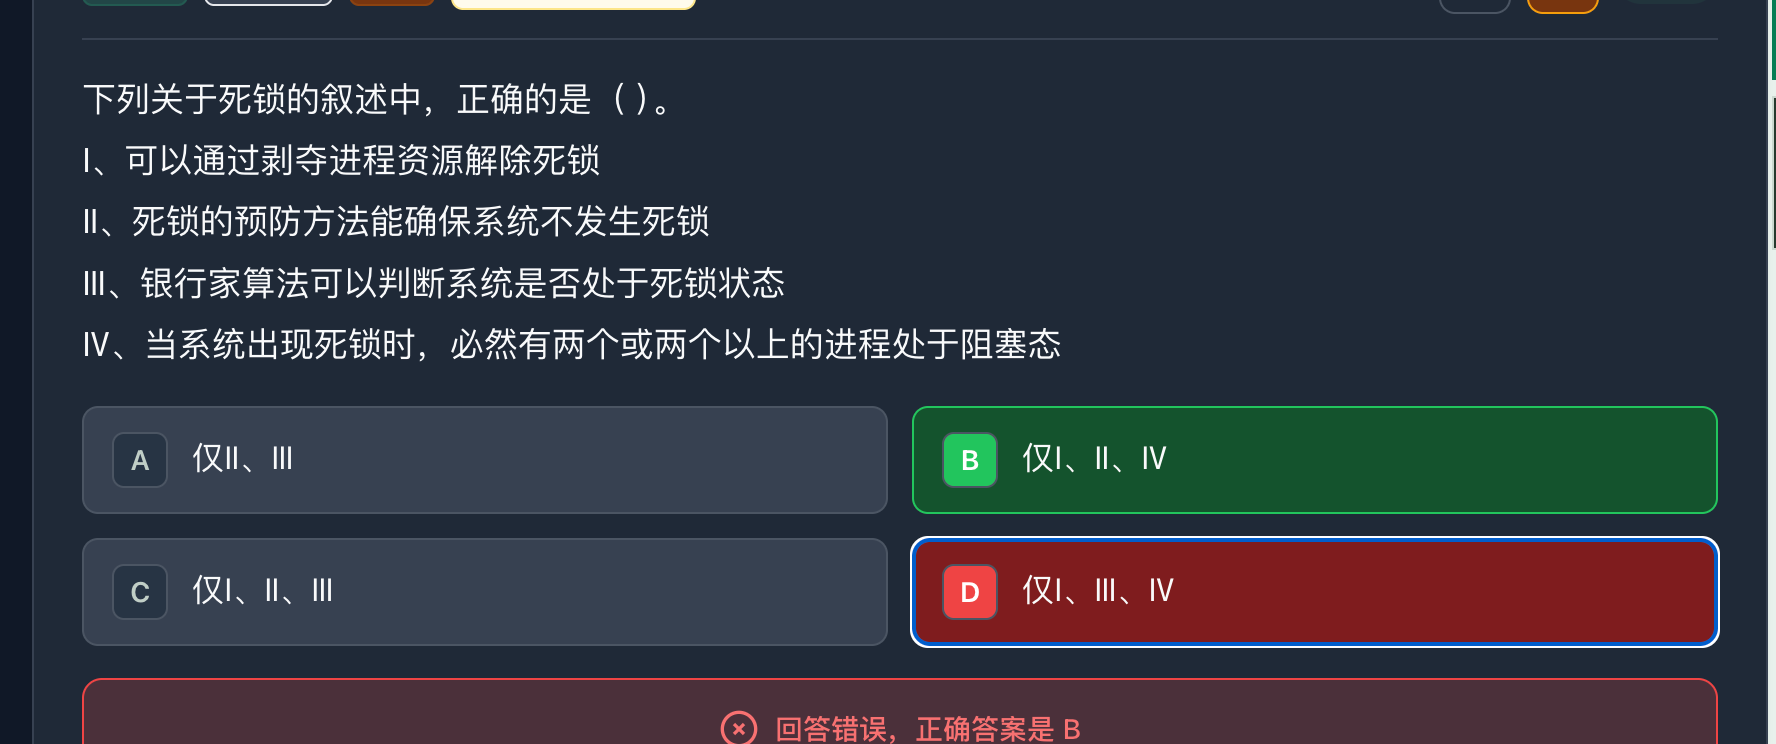 下列关于死锁的叙述中，正确的是（ ）。
Ⅰ、可以通过剥夺进程资源解除死锁
Ⅱ、死锁的预防方法能确保系统不发生死锁
Ⅲ、银行家算法可以判断系统是否处于死锁状态
Ⅳ、当系统出现死锁时，必然有两个或两个以上的进程处于阻塞态
A 仅Ⅱ、Ⅲ
B 仅Ⅰ、Ⅱ、Ⅳ
C 仅Ⅰ、Ⅱ、Ⅲ
D 仅Ⅰ、Ⅲ、Ⅳ
回答错误，正确答案是 B